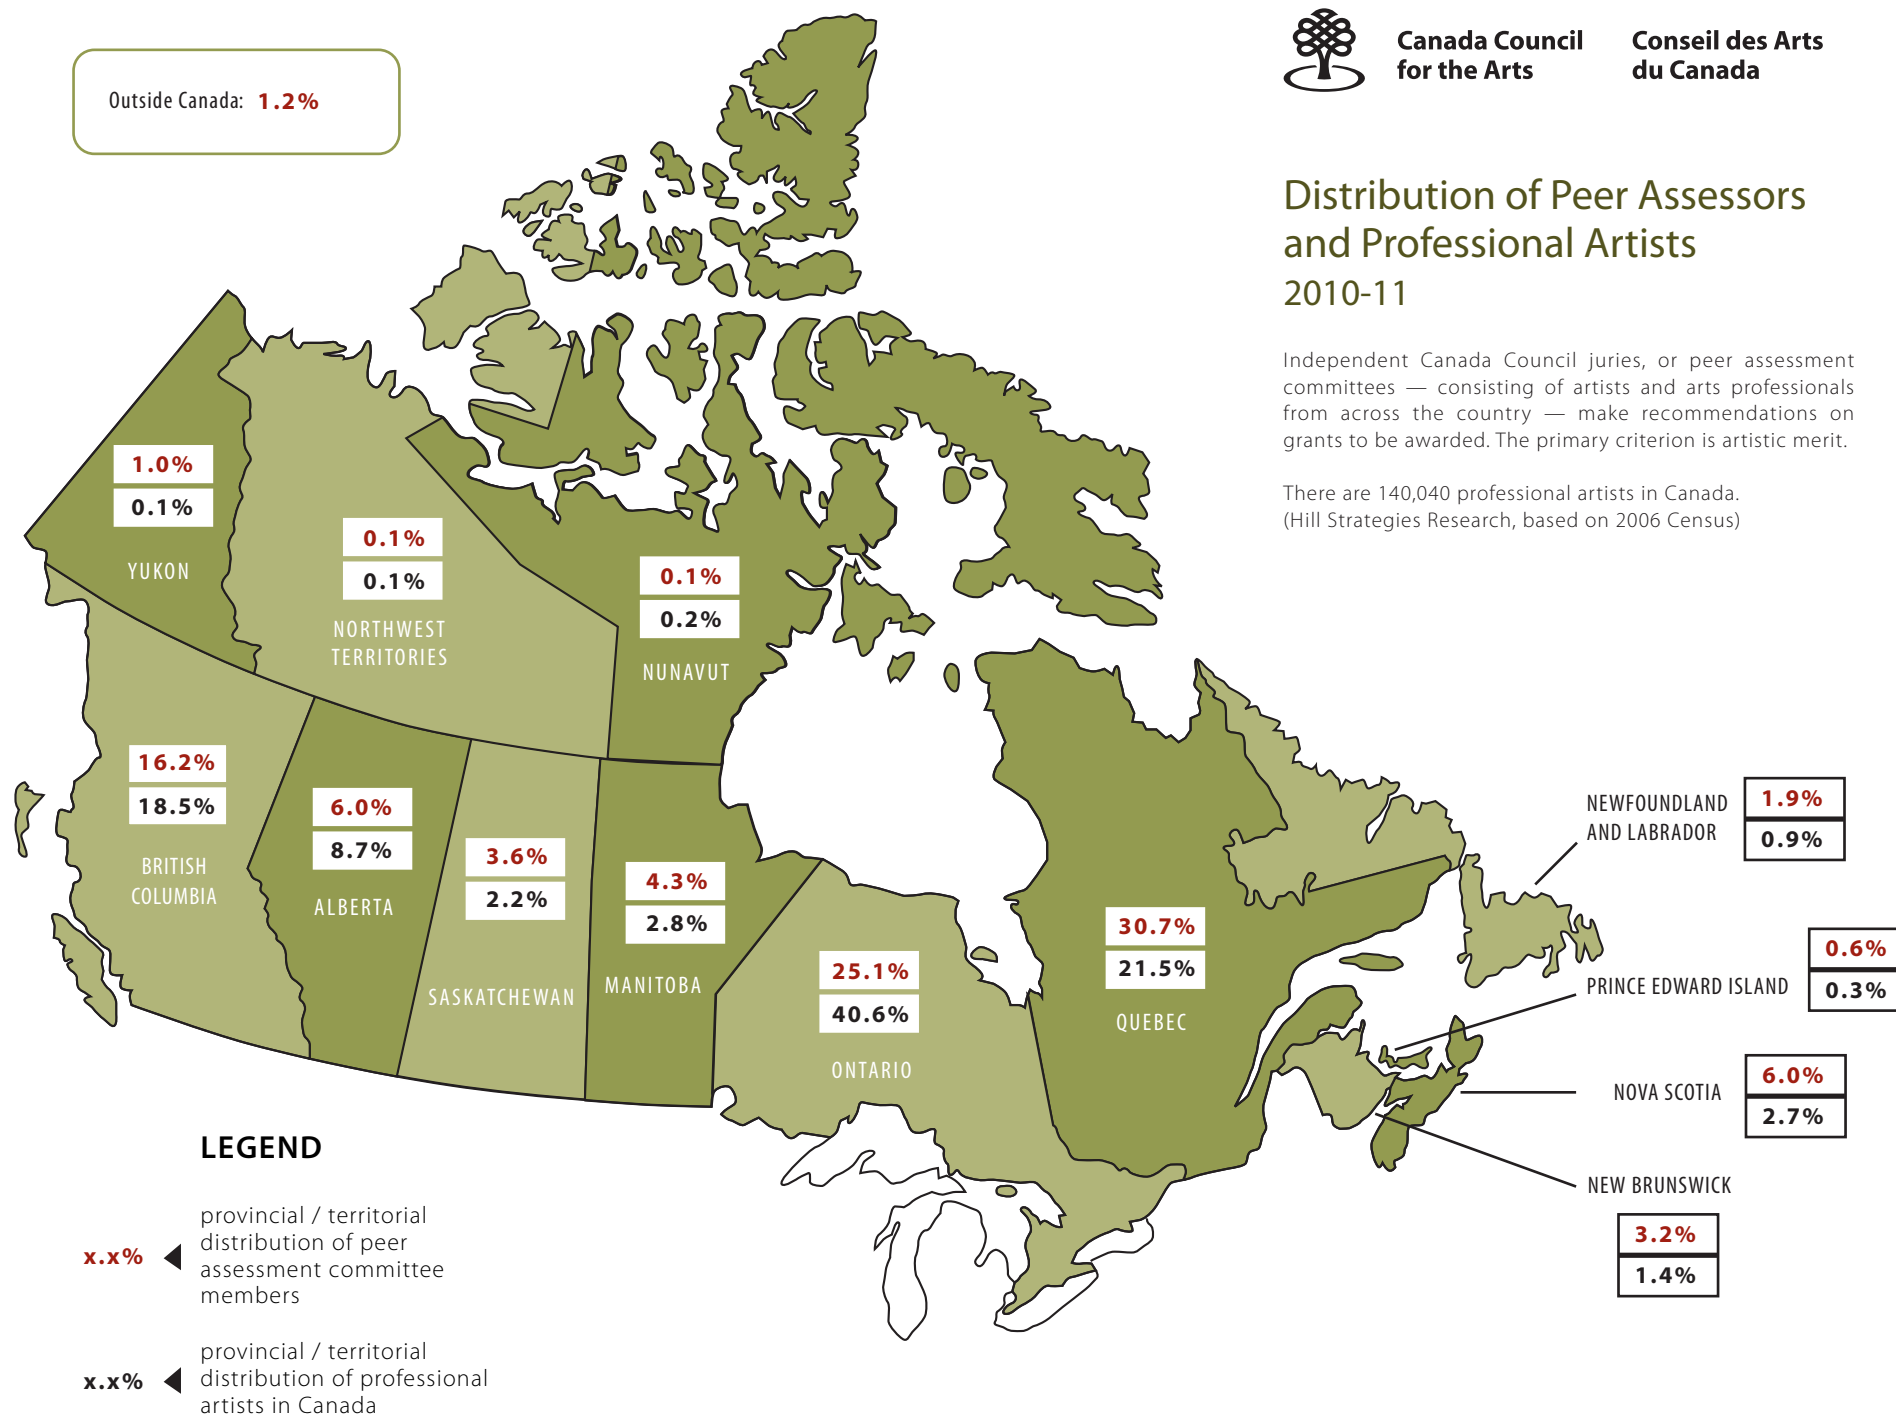 Outside Canada: 1.2%
Canada Council
for the Arts
Conseil des Arts
du Canada
Distribution of Peer Assessors
and Professional Artists
2010-11
Independent Canada Council juries, or peer assessment
committees — consisting of artists and arts professionals
from across the country — make recommendations on
grants to be awarded. The primary criterion is artistic merit.
There are 140,040 professional artists in Canada.
(Hill Strategies Research, based on 2006 Census)
1.0%
0.1%
YUKON
0.1%
0.1%
NORTHWEST
TERRITORIES
0.1%
0.2%
NUNAVUT
16.2%
18.5%
BRITISH
COLUMBIA
6.0%
8.7%
ALBERTA
3.6%
2.2%
SASKATCHEWAN
4.3%
2.8%
MANITOBA
25.1%
40.6%
ONTARIO
30.7%
21.5%
QUEBEC
NEWFOUNDLAND
AND LABRADOR
1.9%
0.9%
PRINCE EDWARD ISLAND
0.6%
0.3%
NOVA SCOTIA
6.0%
2.7%
NEW BRUNSWICK
3.2%
1.4%
LEGEND
x.x%
provincial / territorial
distribution of peer
assessment committee
members
x.x%
provincial / territorial
distribution of professional
artists in Canada